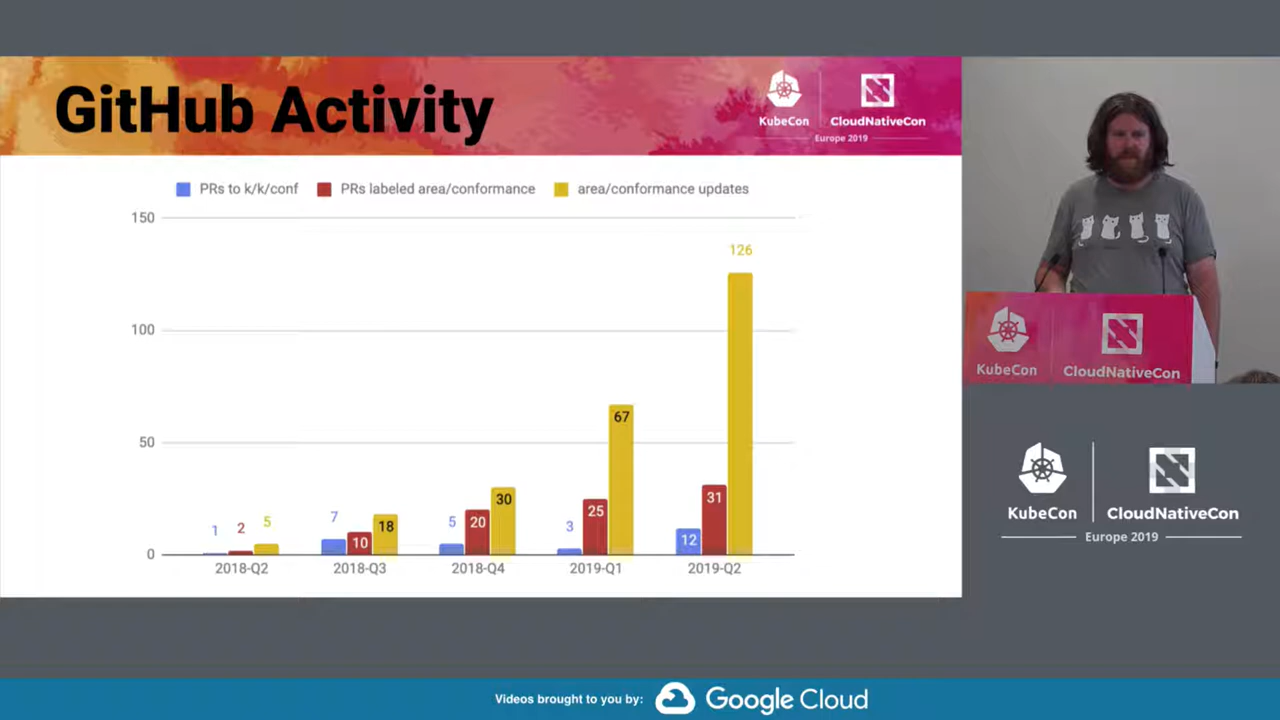 GitHub Activity
KubeCon
CloudNativeCon
Europe 2019
PRs to k/k/conf
PRs labeled area/conformance
area/conformance updates
150
100
50
0
1
2
5
7
10
18
5
20
30
3
25
67
12
31
126
2018-Q2
2018-Q3
2018-Q4
2019-Q1
2019-Q2
KubeCon
CloudNativeCon
KubeCon
CloudNativeCon
Europe 2019
Videos brought to you by:
Google Cloud